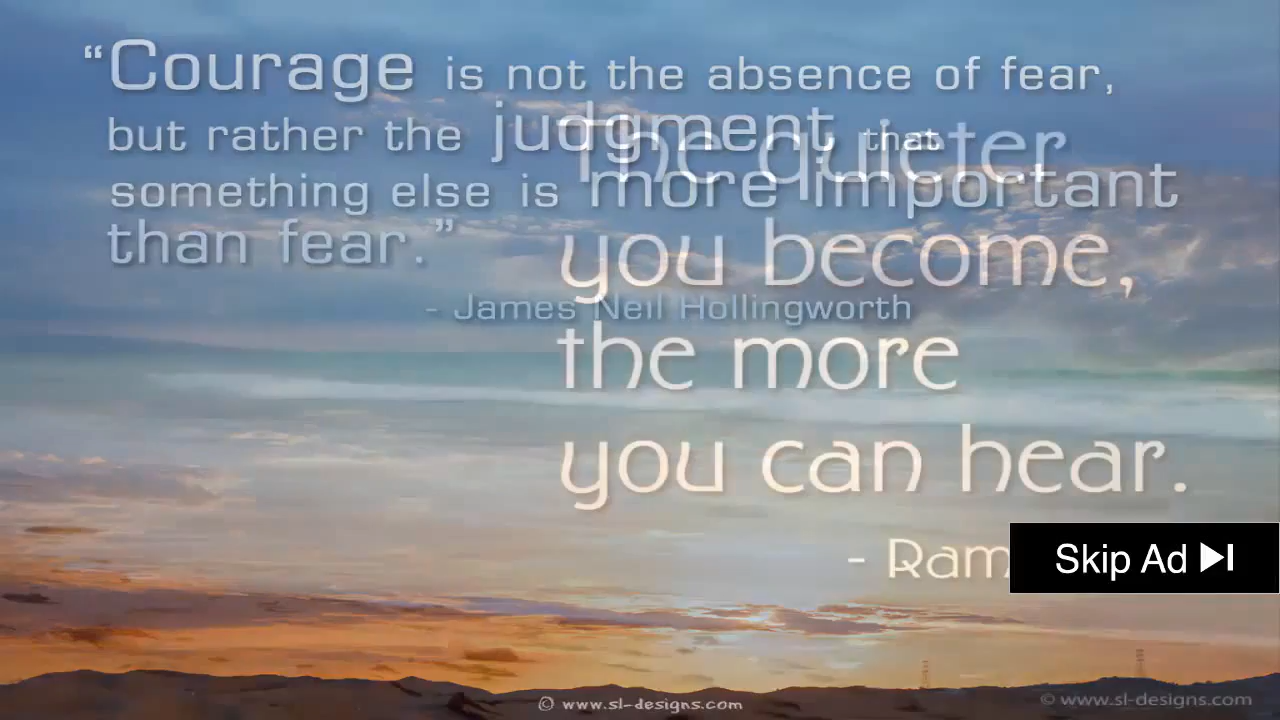 “Courage is not the absence of fear,
but rather the judgment, that
something else is more important
than fear.”
- James Neil Hollingworth
The quieter
you become,
the more
you can hear.
- Ram
Skip Ad
© www.sl-designs.com
© www.sl-designs.com